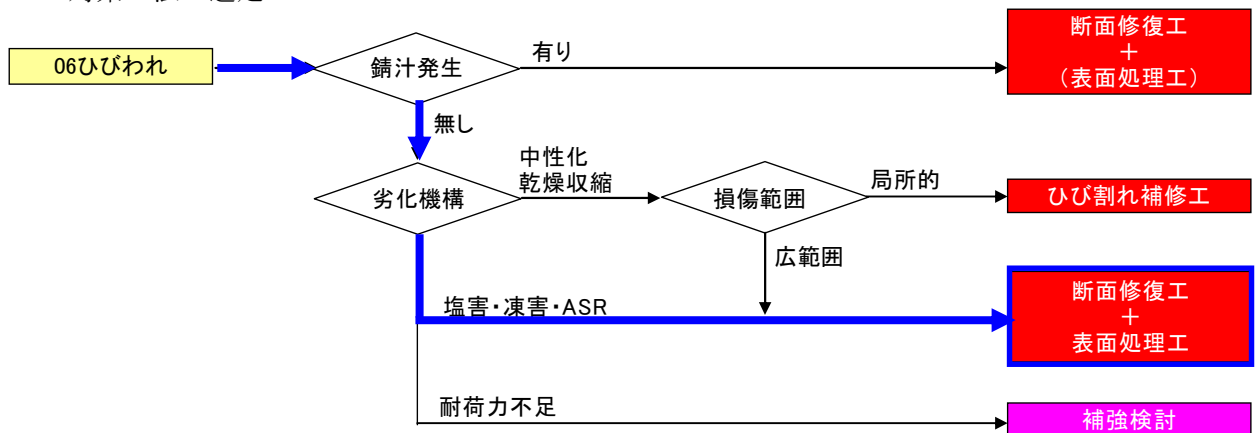 06ひびわれ
錆汁発生
有り
断面修復工
＋
（表面処理工）
無し
劣化機構
中性化
乾燥収縮
損傷範囲
局所的
ひび割れ補修工
広範囲
塩害・凍害・ASR
断面修復工
＋
表面処理工
耐荷力不足
補強検討